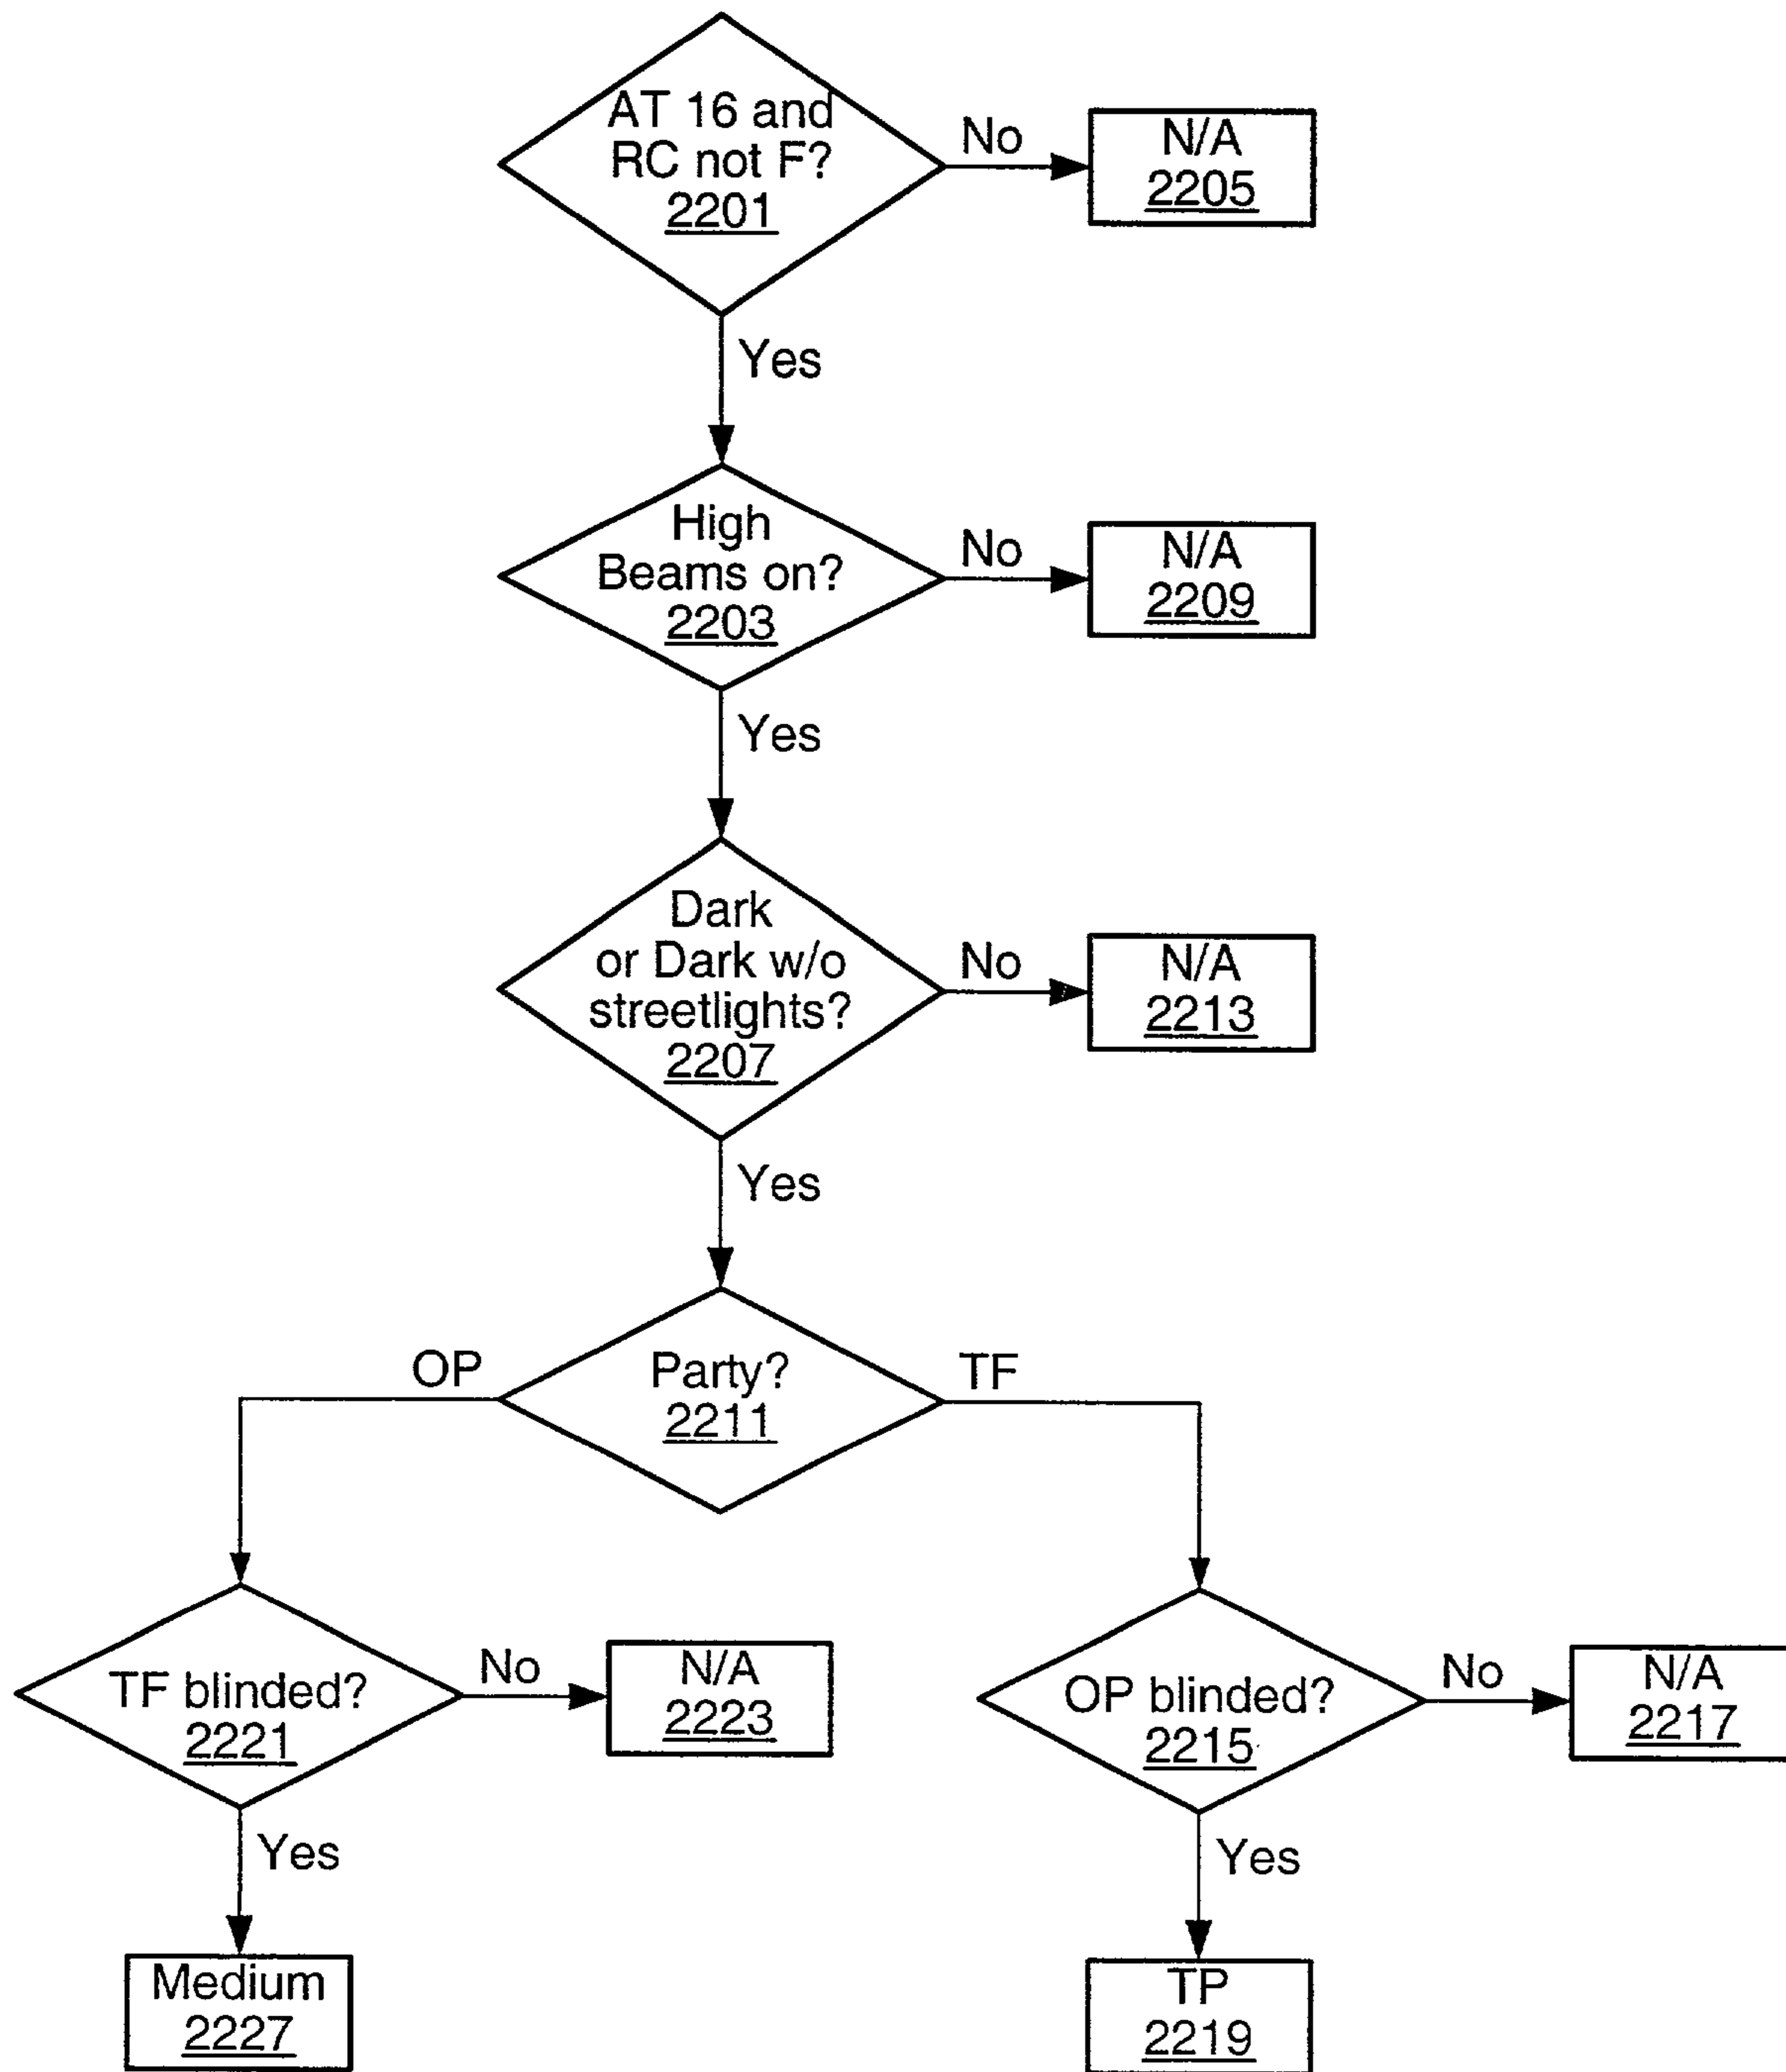 AT 16 and
RC not F?
2201
No
N/A
2205
Yes
High
Beams on?
2203
No
N/A
2209
Yes
Dark
or Dark w/o
streetlights?
2207
No
N/A
2213
Yes
OP
Party?
2211
TF
TF blinded?
2221
No
N/A
2223
OP blinded?
2215
No
N/A
2217
Yes
Yes
Medium
2227
TP
2219